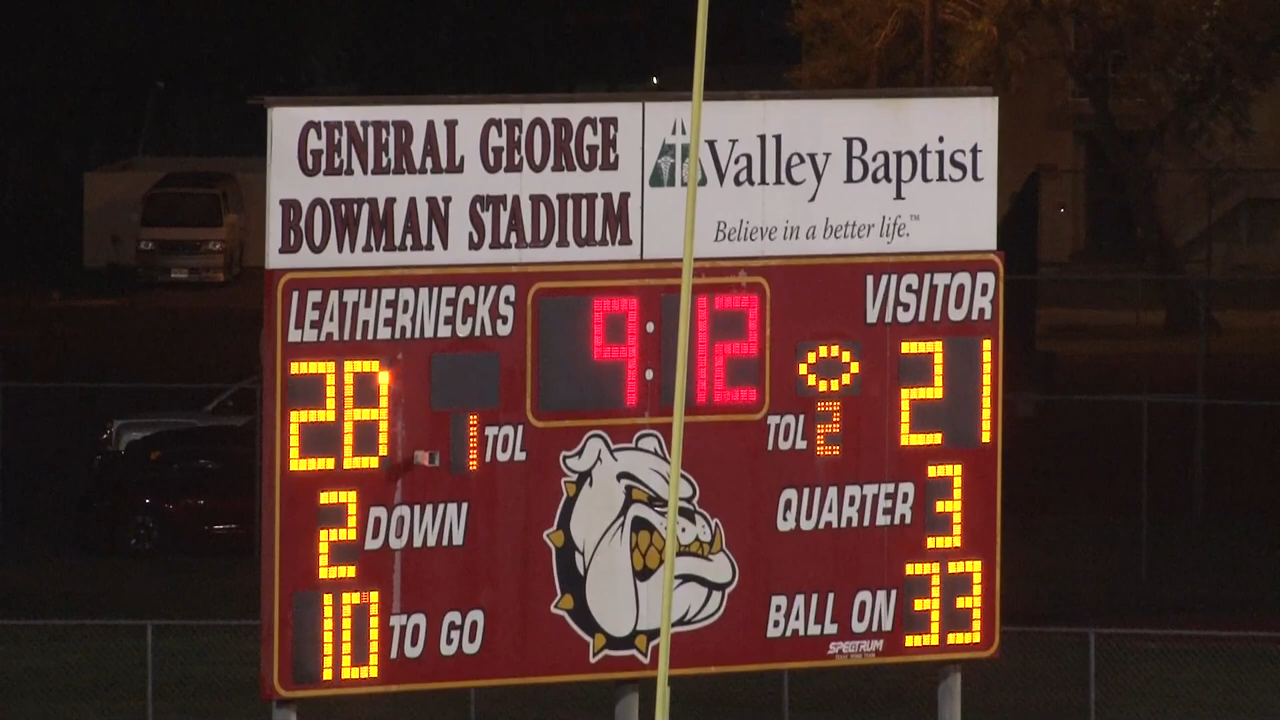 GENERAL GEORGE
BOWMAN STADIUM
Valley Baptist
Believe in a better life.™
LEATHERNECKS
9:12
VISITOR
28
21
1 TOL
TOL 2
2 DOWN
QUARTER 3
10 TO GO
BALL ON 33
SPECTRUM